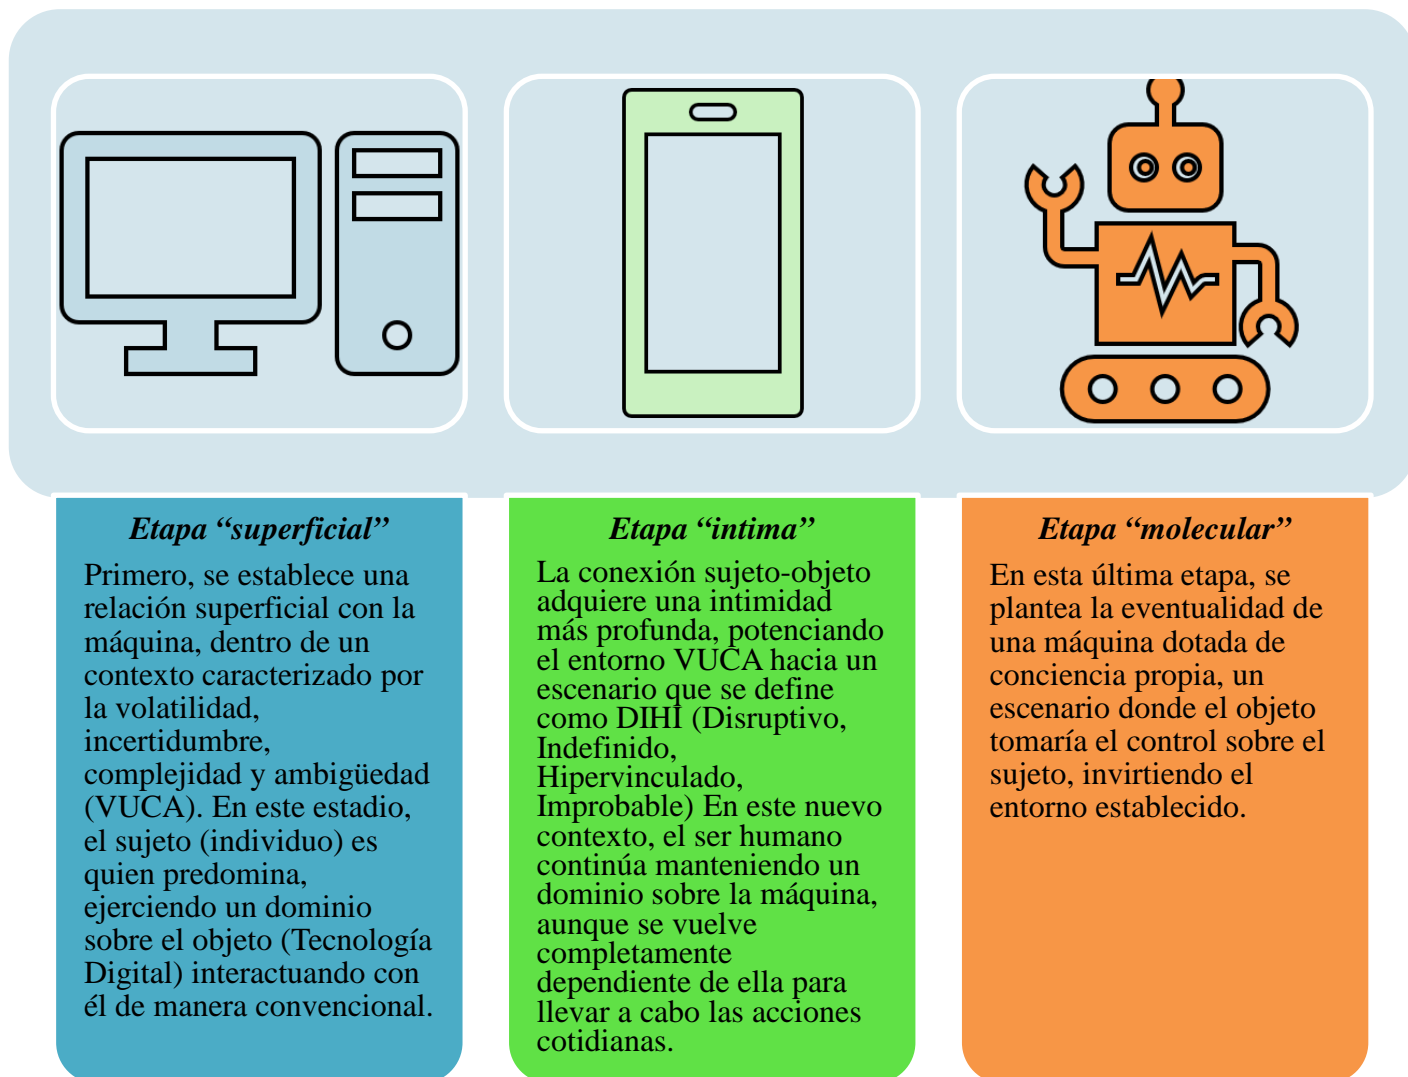 Etapa “superficial”
Primero, se establece una
relación superficial con la
máquina, dentro de un
contexto caracterizado por
la volatilidad,
incertidumbre,
complejidad y ambigüedad
(VUCA). En este estadio,
el sujeto (individuo) es
quien predomina,
ejerciendo un dominio
sobre el objeto (Tecnología
Digital) interactuando con
él de manera convencional.
Etapa “intima”
La conexión sujeto-objeto
adquiere una intimidad
más profunda, potenciando
el entorno VUCA hacia un
escenario que se define
como DIHI (Disruptivo,
Indefinido,
Hipervinculado,
Improbable) En este nuevo
contexto, el ser humano
continúa manteniendo un
dominio sobre la máquina,
aunque se vuelve
completamente
dependiente de ella para
llevar a cabo las acciones
cotidianas.
Etapa “molecular”
En esta última etapa, se
plantea la eventualidad de
una máquina dotada de
conciencia propia, un
escenario donde el objeto
tomaría el control sobre el
sujeto, invirtiendo el
entorno establecido.